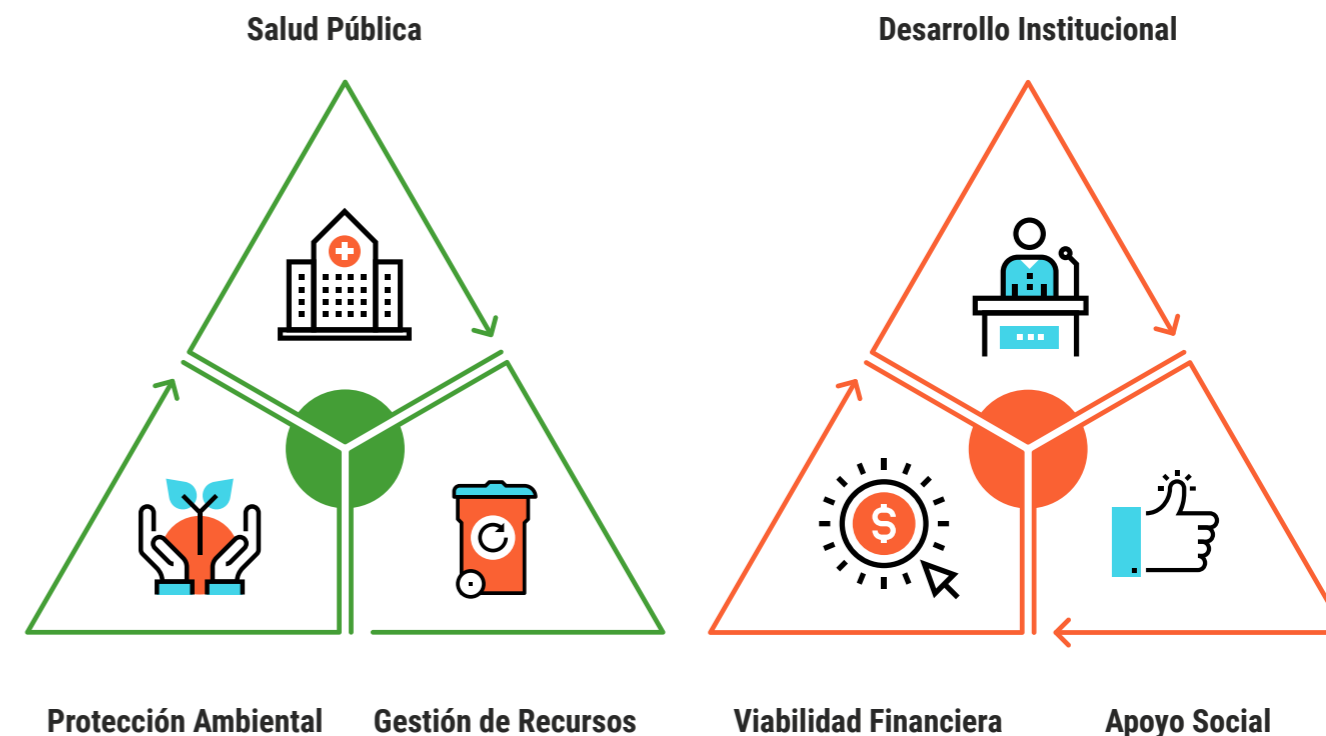 Salud Pública
Desarrollo Institucional
$
Protección Ambiental
Gestión de Recursos
Viabilidad Financiera
Apoyo Social